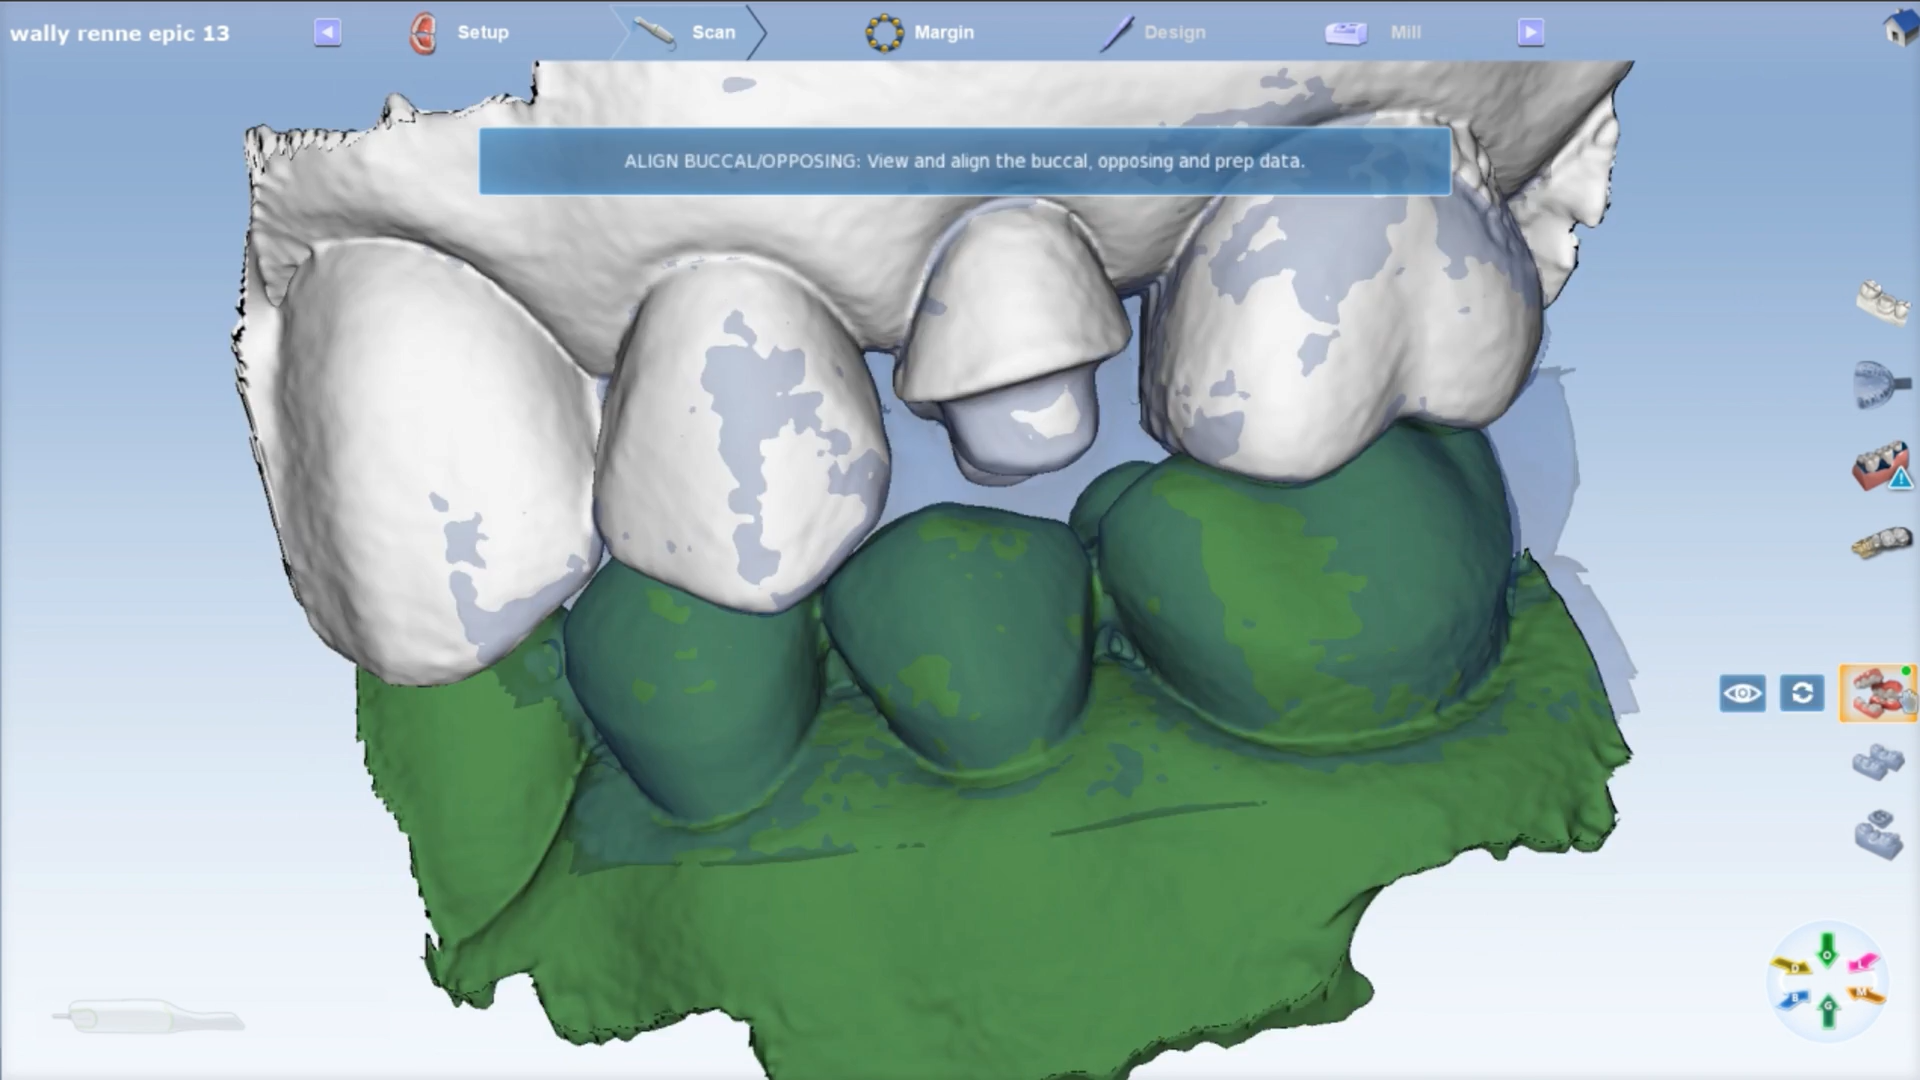 wally renne epic 13
Setup
Scan
Margin
Design
Mill
ALIGN BUCCAL/OPPOSING: View and align the buccal, opposing and prep data.
O
D
L
B
M
G